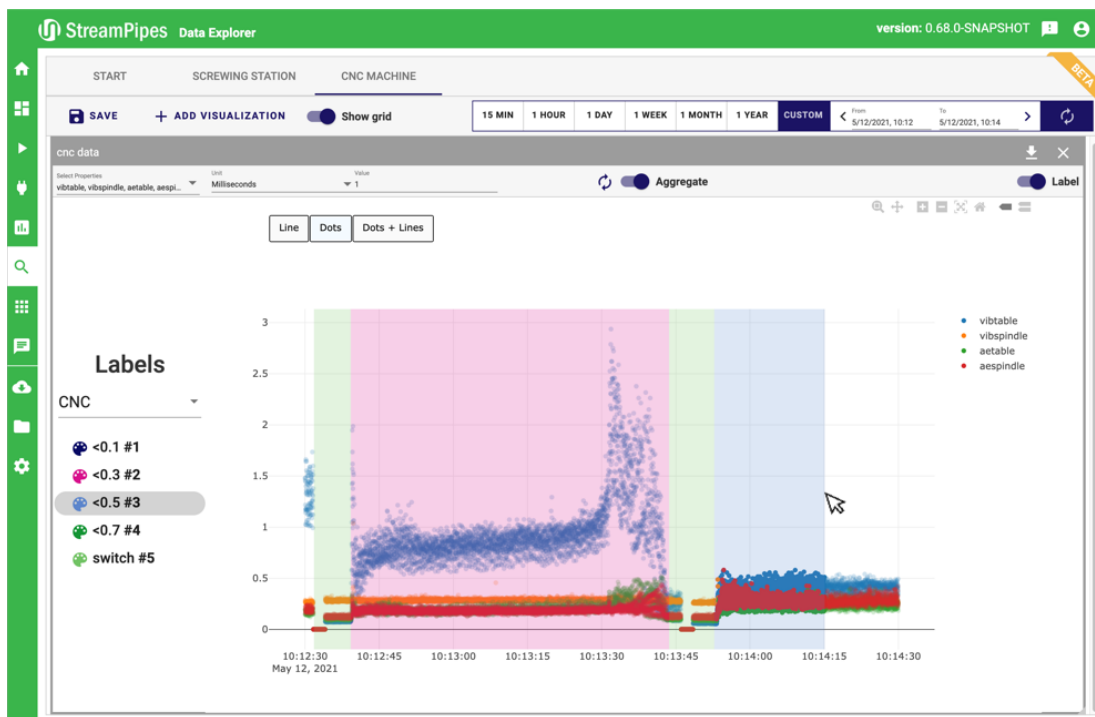 StreamPipes Data Explorer
version: 0.68.0-SNAPSHOT
BETA
START SCREWING STATION CNC MACHINE
SAVE + ADD VISUALIZATION Show grid 15 MIN 1 HOUR 1 DAY 1 WEEK 1 MONTH 1 YEAR CUSTOM
From To
5/12/2021, 10:12 5/12/2021, 10:14
cnc data
Select Properties Unit Value
vibtable, vibspindle, aetable, aespi... Milliseconds 1 Aggregate Label
Line Dots Dots + Lines
3
2.5
2
1.5
1
0.5
0
10:12:30 10:12:45 10:13:00 10:13:15 10:13:30 10:13:45 10:14:00 10:14:15 10:14:30
May 12, 2021
vibtable
vibspindle
aetable
aespindle
Labels
CNC
<0.1 #1
<0.3 #2
<0.5 #3
<0.7 #4
switch #5